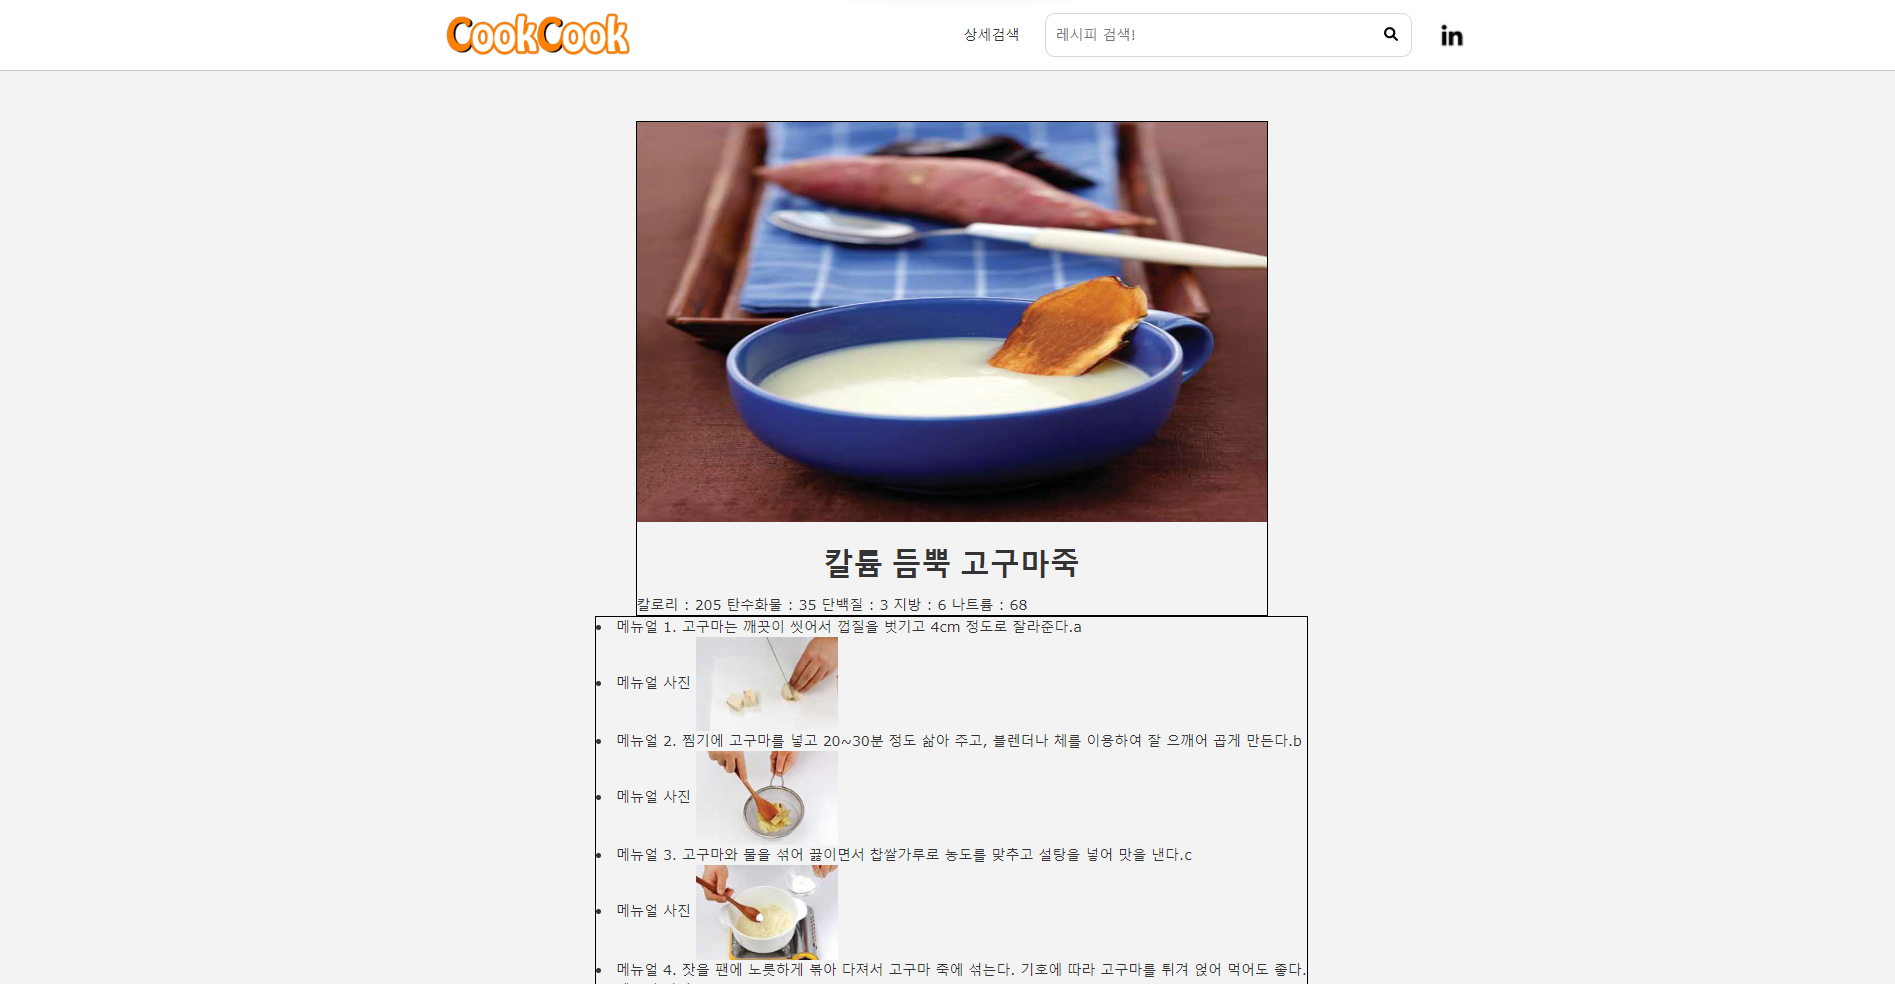 CookCook
상세검색
레시피 검색!
in
칼륨 듬뿍 고구마죽
칼로리 : 205 탄수화물 : 35 단백질 : 3 지방 : 6 나트륨 : 68
메뉴얼 1. 고구마는 깨끗이 씻어서 껍질을 벗기고 4cm 정도로 잘라준다.a
메뉴얼 사진
메뉴얼 2. 찜기에 고구마를 넣고 20~30분 정도 삶아 주고, 블렌더나 체를 이용하여 잘 으깨어 곱게 만든다.b
메뉴얼 사진
메뉴얼 3. 고구마와 물을 섞어 끓이면서 찹쌀가루로 농도를 맞추고 설탕을 넣어 맛을 낸다.c
메뉴얼 사진
메뉴얼 4. 잣을 팬에 노릇하게 볶아 다져서 고구마 죽에 섞는다. 기호에 따라 고구마를 튀겨 얹어 먹어도 좋다.